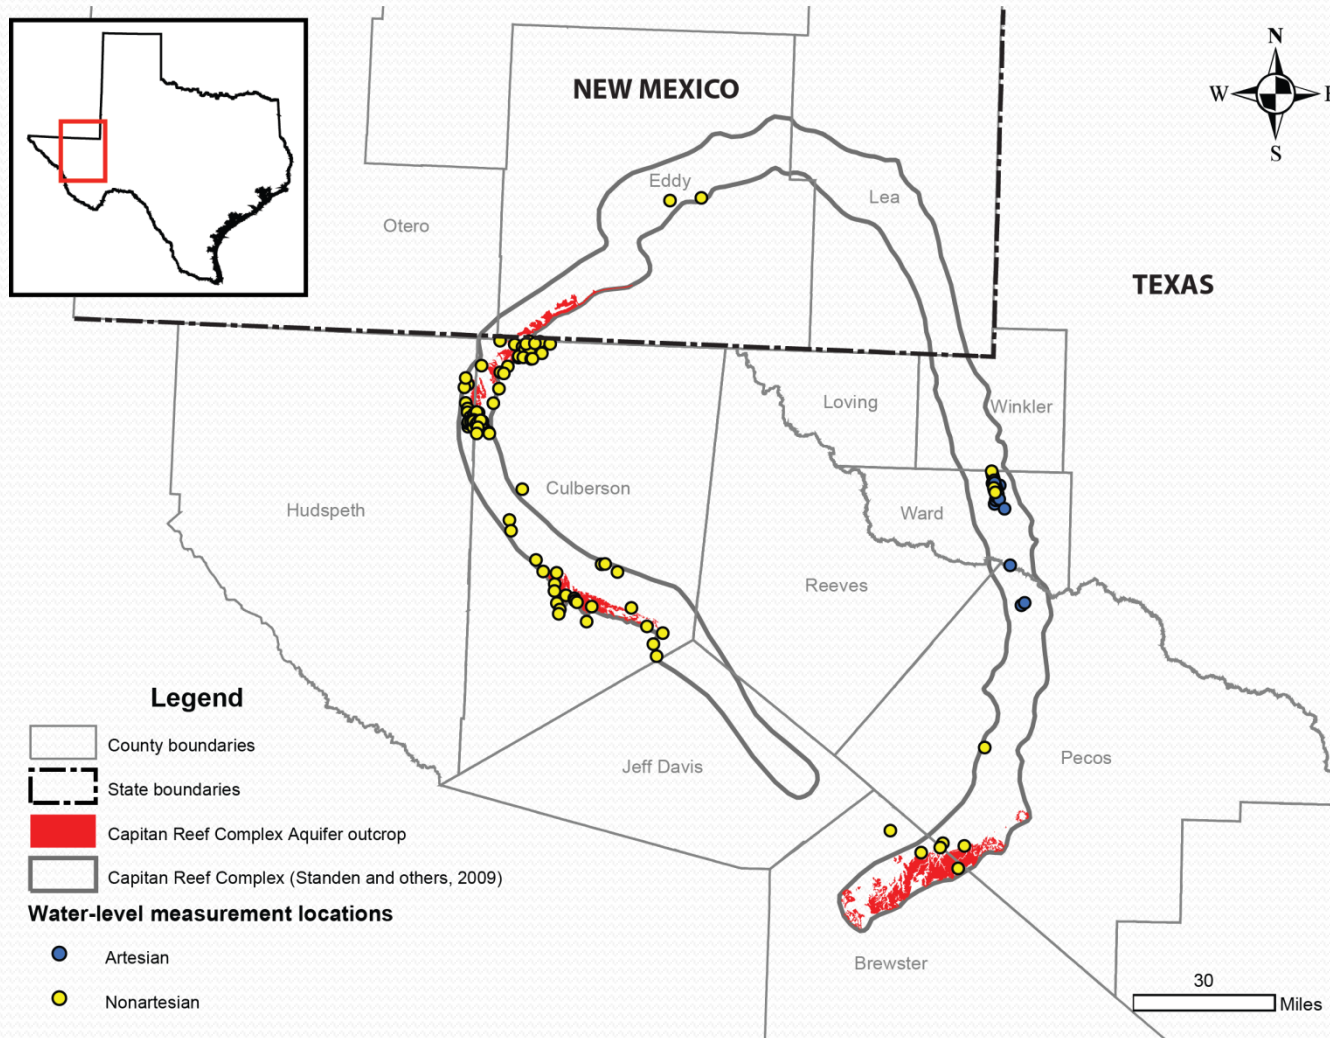 N
W
E
S
NEW MEXICO
Eddy
Lea
Otero
TEXAS
Loving
Winkler
Culberson
Hudspeth
Ward
Reeves
Legend
County boundaries
State boundaries
Capitan Reef Complex Aquifer outcrop
Capitan Reef Complex (Standen and others, 2009)
Water-level measurement locations
Artesian
Nonartesian
Jeff Davis
Pecos
Brewster
30
Miles